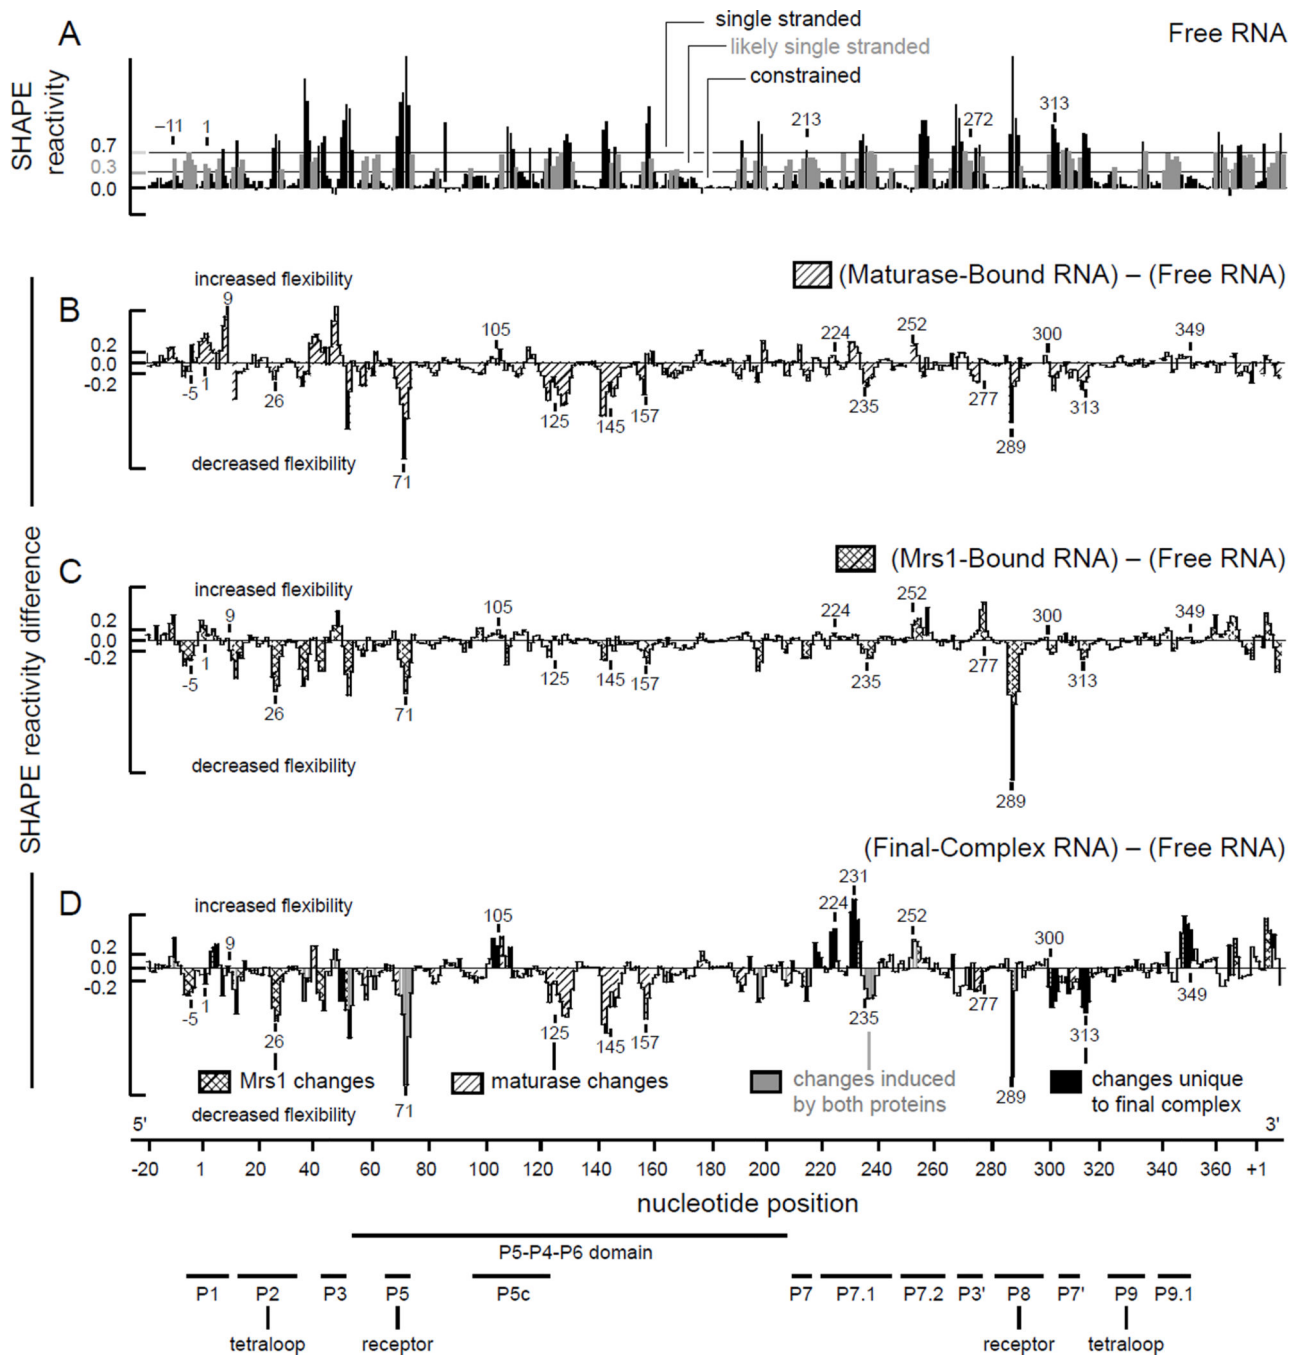 A
single stranded
likely single stranded
constrained
Free RNA
SHAPE
reactivity
0.7
0.3
0.0
–11
1
213
272
313
SHAPE reactivity difference
B
increased flexibility
(Maturase-Bound RNA) – (Free RNA)
0.2
0.0
-0.2
9
105
224
252
300
349
-5
1
26
71
125
145
157
235
277
289
313
decreased flexibility
C
increased flexibility
(Mrs1-Bound RNA) – (Free RNA)
0.2
0.0
-0.2
9
105
224
252
300
349
-5
1
26
71
125
145
157
235
277
289
313
decreased flexibility
(Final-Complex RNA) – (Free RNA)
D
increased flexibility
0.2
0.0
-0.2
9
105
224
231
252
300
-5
1
26
71
125
145
157
235
277
289
313
349
Mrs1 changes
maturase changes
changes induced
by both proteins
changes unique
to final complex
decreased flexibility
5'
3'
-20 1 20 40 60 80 100 120 140 160 180 200 220 240 260 280 300 320 340 360 +1
nucleotide position
P5-P4-P6 domain
P1 P2 P3 P5 P5c P7 P7.1 P7.2 P3' P8 P7' P9 P9.1
tetraloop receptor receptor tetraloop